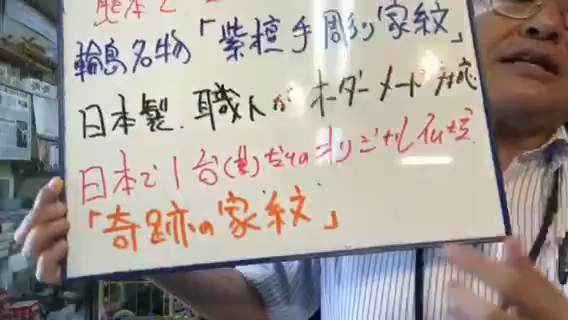 輪島名物「紫檀手彫り家紋」
日本製.職人がオーダーメード対応
日本で1台(基)だけのオリジナル仏壇
「奇跡の家紋」